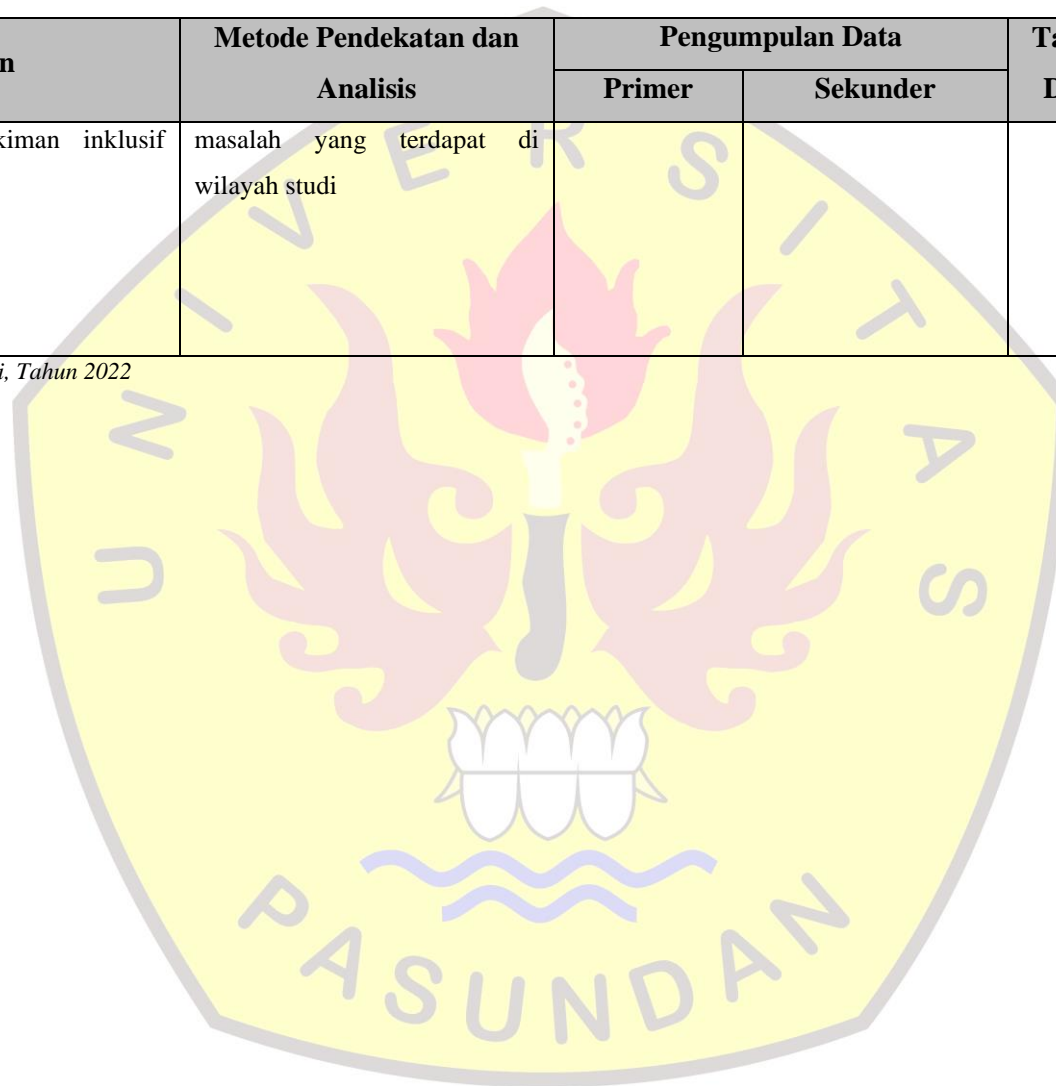 n
Metode Pendekatan dan
Analisis
Pengumpulan Data
Primer
Sekunder
Ta
D
kiman inklusif
masalah yang terdapat di
wilayah studi
i, Tahun 2022
UNIVERSITAS
PASUNDAN